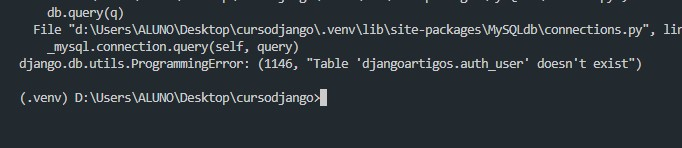 db.query(q)
File "d:\Users\ALUNO\Desktop\cursodjango\.venv\lib\site-packages\MySQLdb\connections.py", lin
_mysql.connection.query(self, query)
django.db.utils.ProgrammingError: (1146, "Table 'djangoartigos.auth_user' doesn't exist")
(.venv) D:\Users\ALUNO\Desktop\cursodjango>